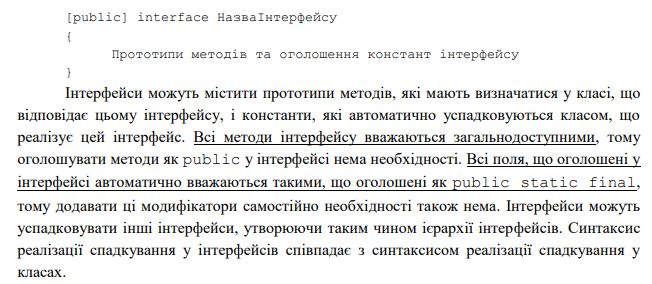 [public] interface НазваІнтерфейсу
{
Прототипи методів та оголошення констант інтерфейсу
}
Інтерфейси можуть містити прототипи методів, які мають визначатися у класі, що
відповідає цьому інтерфейсу, і константи, які автоматично успадковуються класом, що
реалізує цей інтерфейс. Всі методи інтерфейсу вважаються загальнодоступними, тому
оголошувати методи як public у інтерфейсі нема необхідності. Всі поля, що оголошені у
інтерфейсі автоматично вважаються такими, що оголошені як public static final,
тому додавати ці модифікатори самостійно необхідності також нема. Інтерфейси можуть
успадковувати інші інтерфейси, утворюючи таким чином ієрархії інтерфейсів. Синтаксис
реалізації спадкування у інтерфейсів співпадає з синтаксисом реалізації спадкування у
класах.